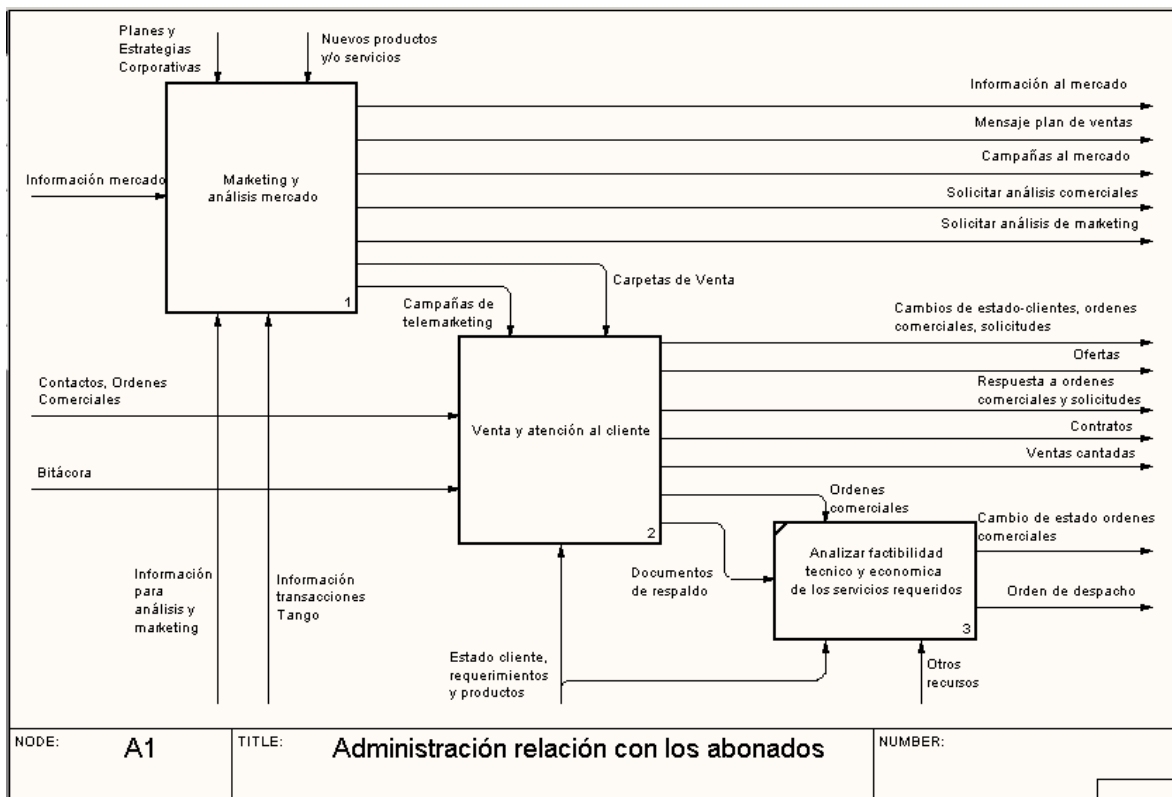 Planes y
Estrategias
Corporativas
Nuevos productos
y/o servicios
Información al mercado
Mensaje plan de ventas
Campañas al mercado
Información mercado
Marketing y
análisis mercado
1
Solicitar análisis comerciales
Solicitar análisis de marketing
Carpetas de Venta
Campañas de
telemarketing
Cambios de estado-clientes, ordenes
comerciales, solicitudes
Ofertas
Contactos, Ordenes
Comerciales
Respuesta a ordenes
comerciales y solicitudes
Venta y atención al cliente
2
Contratos
Ventas cantadas
Bitácora
Ordenes
comerciales
Cambio de estado ordenes
comerciales
Analizar factibilidad
tecnico y economica
de los servicios requeridos
3
Documentos
de respaldo
Orden de despacho
Información
para
análisis y
marketing
Información
transacciones
Tango
Estado cliente,
requerimientos
y productos
Otros
recursos
NODE:
A1
TITLE:
Administración relación con los abonados
NUMBER: